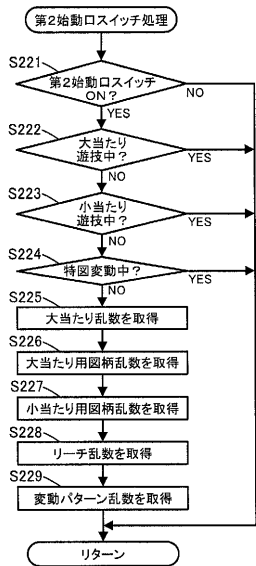 第2始動口スイッチ処理
S221
第2始動口スイッチ
ON?
NO
YES
S222
大当たり
遊技中?
YES
NO
S223
小当たり
遊技中?
YES
NO
S224
特図変動中?
YES
NO
S225
大当たり乱数を取得
S226
大当たり用図柄乱数を取得
S227
小当たり用図柄乱数を取得
S228
リーチ乱数を取得
S229
変動パターン乱数を取得
リターン